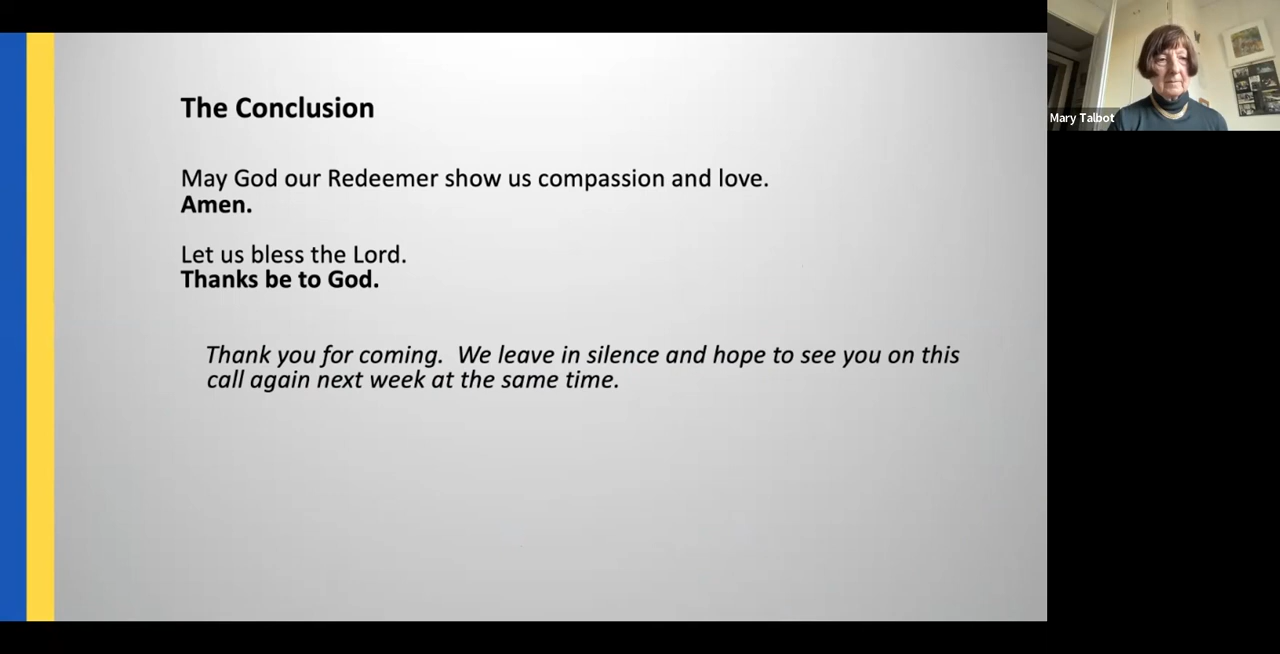 The Conclusion
May God our Redeemer show us compassion and love.
Amen.
Let us bless the Lord.
Thanks be to God.
Thank you for coming.  We leave in silence and hope to see you on this
call again next week at the same time.
Mary Talbot